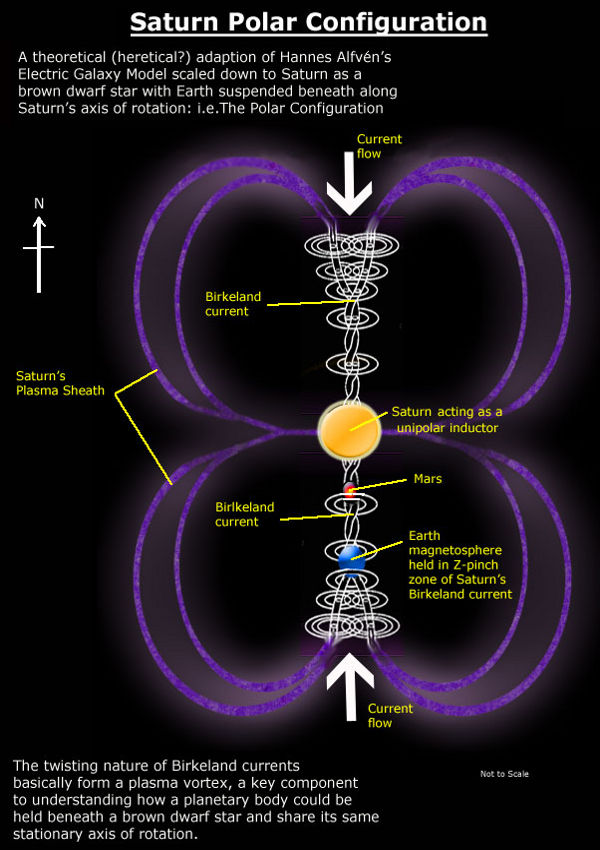 Saturn Polar Configuration
A theoretical (heretical?) adaption of Hannes Alfvén's
Electric Galaxy Model scaled down to Saturn as a
brown dwarf star with Earth suspended beneath along
Saturn's axis of rotation: i.e.The Polar Configuration
Current
flow
N
Birkeland
current
Saturn's
Plasma Sheath
Saturn acting as a
unipolar inductor
Mars
Birlkeland
current
Earth
magnetosphere
held in Z-pinch
zone of Saturn's
Birkeland current
Current
flow
The twisting nature of Birkeland currents
basically form a plasma vortex, a key component
to understanding how a planetary body could be
held beneath a brown dwarf star and share its same
stationary axis of rotation.
Not to Scale